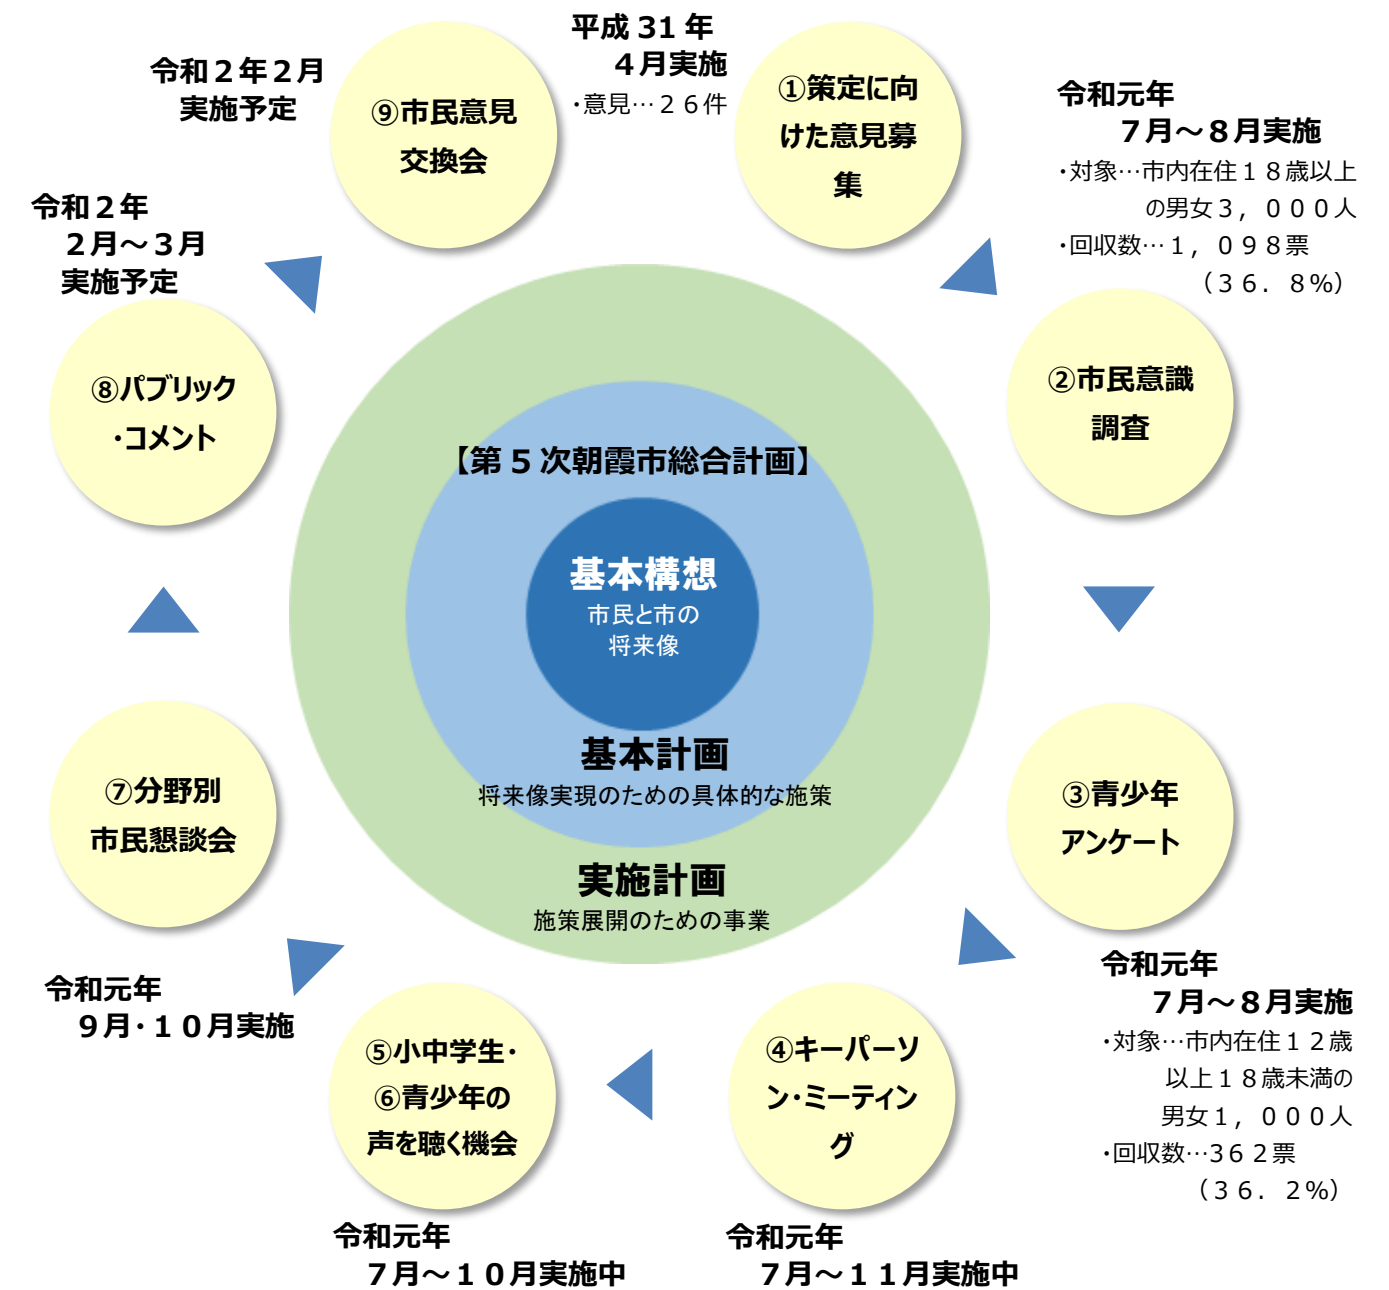 平成31年
４月実施
・意見…２６件
①策定に向
けた意見募
集
令和元年
７月～８月実施
・対象…市内在住１８歳以上
の男女３，０００人
・回収数…１，０９８票
（３６．８％）
②市民意識
調査
③青少年
アンケート
令和元年
７月～８月実施
・対象…市内在住１２歳
以上１８歳未満の
男女１，０００人
・回収数…３６２票
（３６．２％）
④キーパーソ
ン・ミーティン
グ
令和元年
７月～１１月実施中
⑤小中学生・
⑥青少年の
声を聴く機会
令和元年
７月～１０月実施中
⑦分野別
市民懇談会
令和元年
９月・１０月実施
⑧パブリック
・コメント
令和２年
２月～３月
実施予定
⑨市民意見
交換会
令和２年２月
実施予定
【第５次朝霞市総合計画】
基本構想
市民と市の
将来像
基本計画
将来像実現のための具体的な施策
実施計画
施策展開のための事業